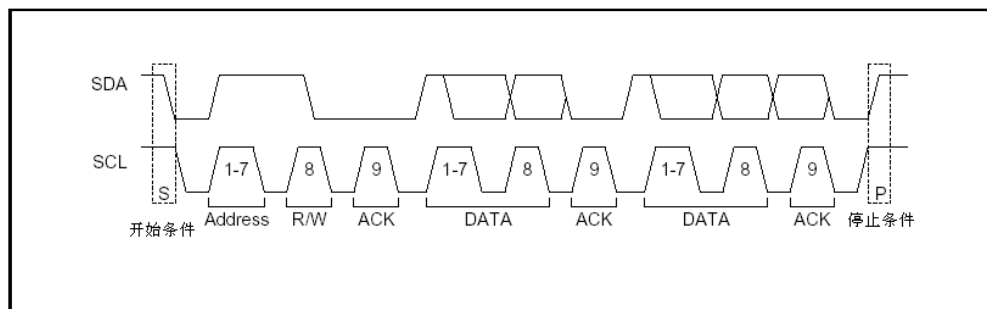 SDA
SCL
1-7 8 9 1-7 8 9 1-7 8 9
S P
Address R/W ACK DATA ACK DATA ACK
开始条件 停止条件